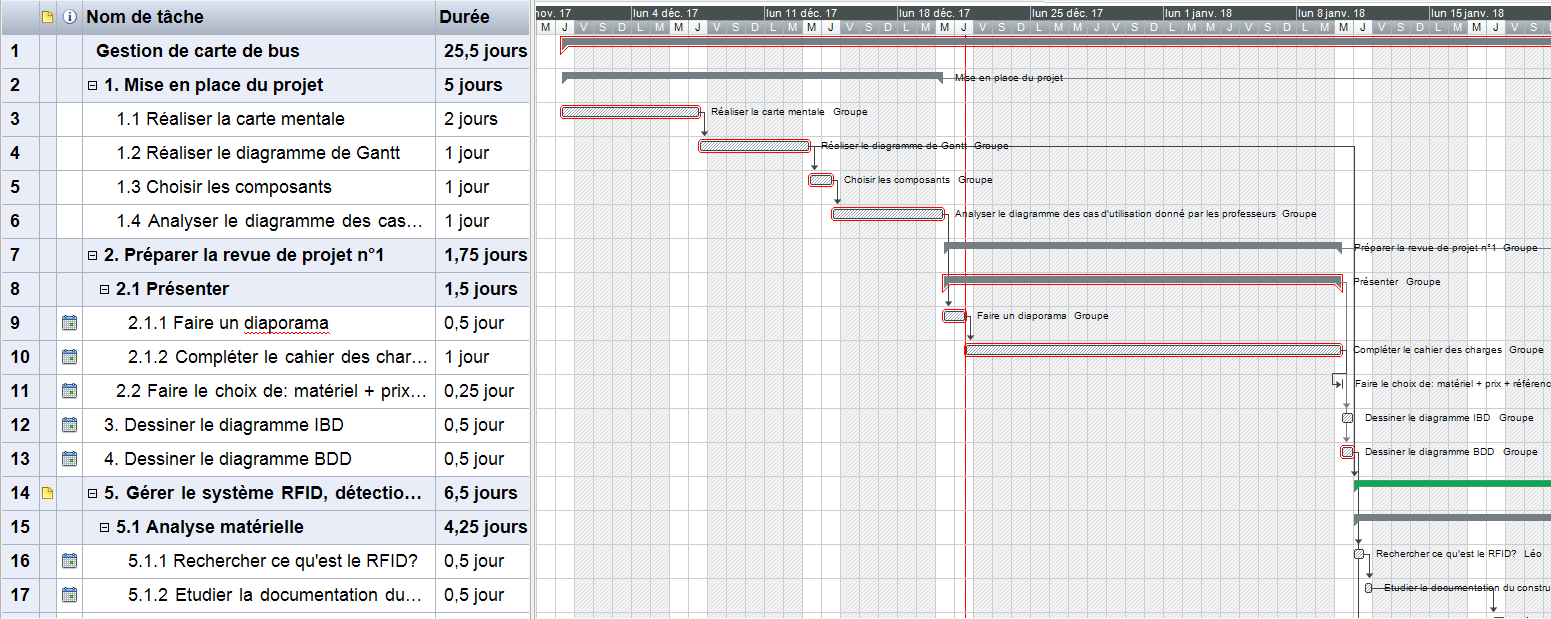 Nom de tâche Durée
nov. 17 lun 4 déc. 17 lun 11 déc. 17 lun 18 déc. 17 lun 25 déc. 17 lun 1 janv. 18 lun 8 janv. 18 lun 15 janv. 18
M J V S D L M M J V S D L M M J V S D L M M J V S D L M M J V S D L M M J V S D L M M J V S D L M M J V S
1 Gestion de carte de bus 25,5 jours
2 1. Mise en place du projet 5 jours Mise en place du projet
3 1.1 Réaliser la carte mentale 2 jours Réaliser la carte mentale Groupe
4 1.2 Réaliser le diagramme de Gantt 1 jour Réaliser le diagramme de Gantt Groupe
5 1.3 Choisir les composants 1 jour Choisir les composants Groupe
6 1.4 Analyser le diagramme des cas... 1 jour Analyser le diagramme des cas d'utilisation donné par les professeurs Groupe
7 2. Préparer la revue de projet n°1 1,75 jours Préparer la revue de projet n°1 Groupe
8 2.1 Présenter 1,5 jours Présenter Groupe
9 2.1.1 Faire un diaporama 0,5 jour Faire un diaporama Groupe
10 2.1.2 Compléter le cahier des char... 1 jour Compléter le cahier des charges Groupe
11 2.2 Faire le choix de: matériel + prix... 0,25 jour Faire le choix de: matériel + prix + référenc
12 3. Dessiner le diagramme IBD 0,5 jour Dessiner le diagramme IBD Groupe
13 4. Dessiner le diagramme BDD 0,5 jour Dessiner le diagramme BDD Groupe
14 5. Gérer le système RFID, détectio... 6,5 jours
15 5.1 Analyse matérielle 4,25 jours
16 5.1.1 Rechercher ce qu'est le RFID? 0,5 jour Rechercher ce qu'est le RFID? Léo
17 5.1.2 Etudier la documentation du... 0,5 jour Etudier la documentation du constru